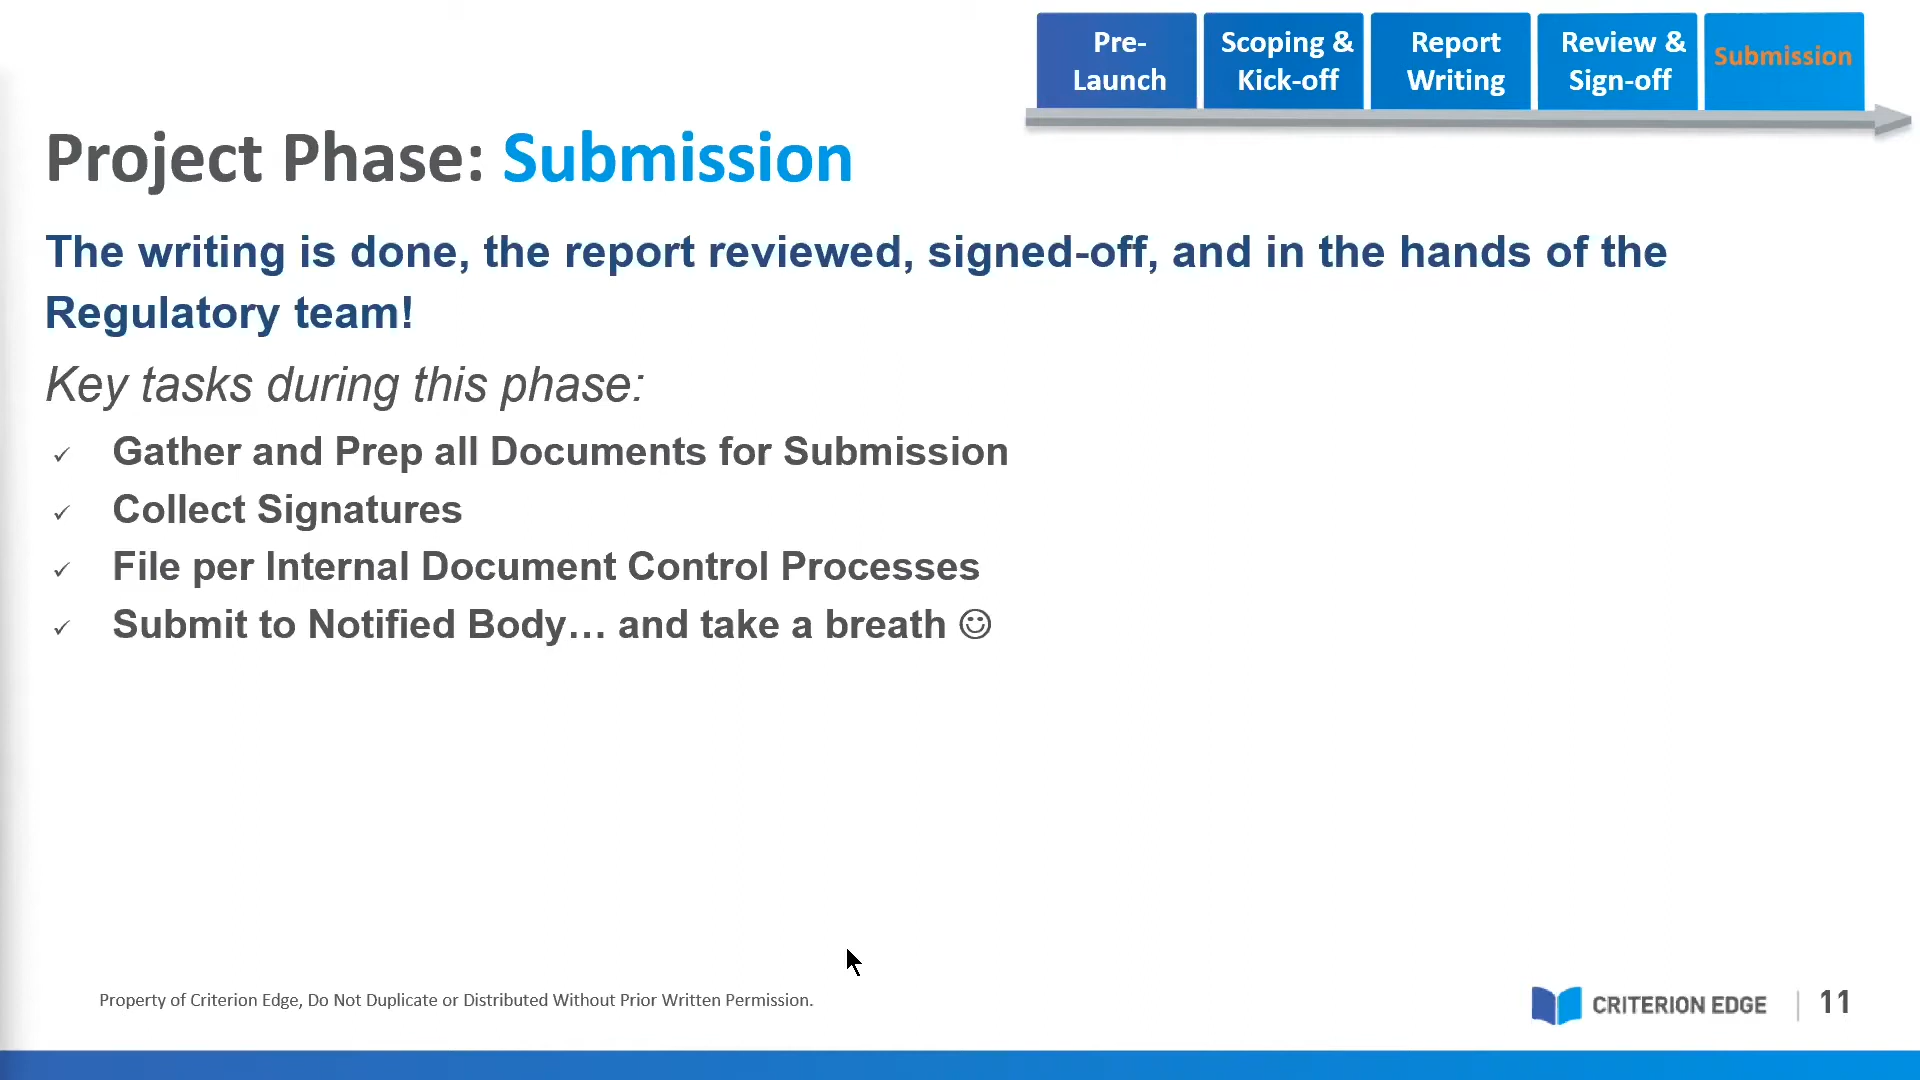 Pre-
Launch
Scoping &
Kick-off
Report
Writing
Review &
Sign-off
Submission
Project Phase: Submission
The writing is done, the report reviewed, signed-off, and in the hands of the
Regulatory team!
Key tasks during this phase:
✓ Gather and Prep all Documents for Submission
✓ Collect Signatures
✓ File per Internal Document Control Processes
✓ Submit to Notified Body… and take a breath ☺
Property of Criterion Edge, Do Not Duplicate or Distributed Without Prior Written Permission.
CRITERION EDGE | 11